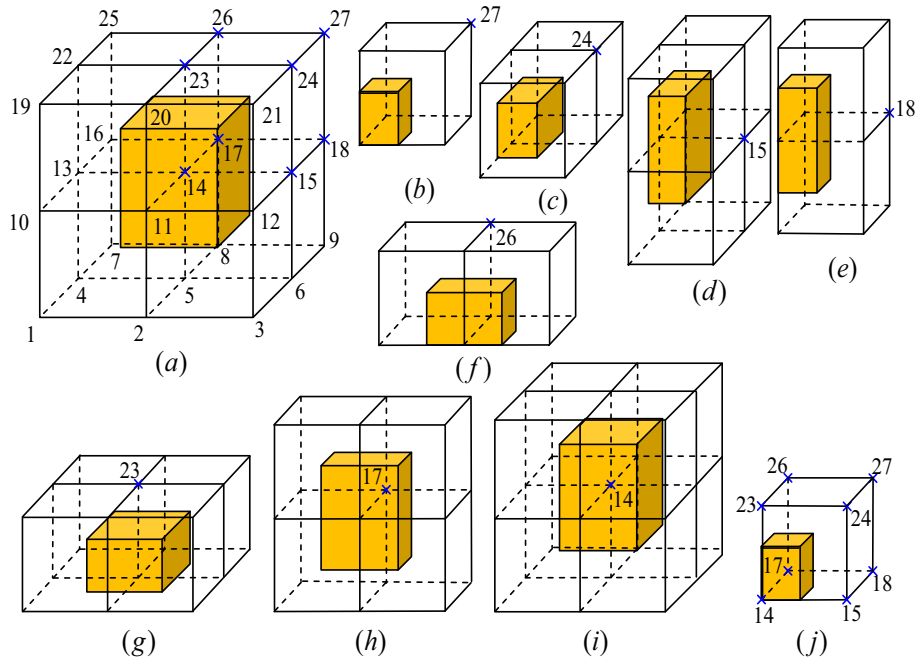 25 26 27
22 23 24
19 20 21
16 17 18
13 14 15
10 11 12
7 8 9
4 5 6
1 2 3
(a)
27
(b)
24
(c)
15
(d)
18
(e)
26
(f)
23
(g)
17
(h)
14
(i)
26 27
23 24
17 18
14 15
(j)